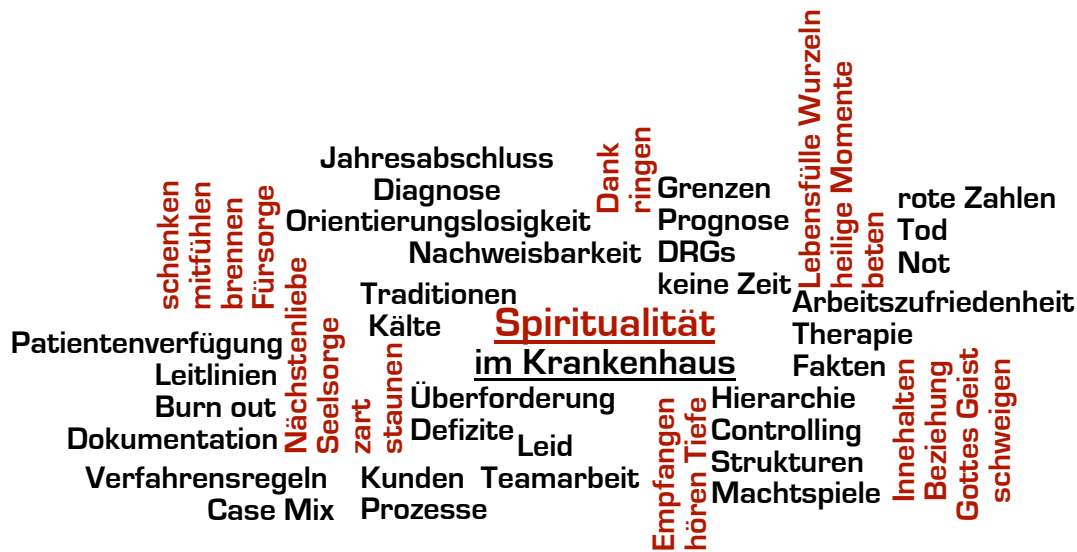 Jahresabschluss
Diagnose
Orientierungslosigkeit
Nachweisbarkeit
Dank
ringen
Grenzen
Prognose
DRGs
keine Zeit
Lebensfülle Wurzeln
heilige Momente
beten
rote Zahlen
Tod
Not
schenken
mitfühlen
brennen
Fürsorge
Traditionen
Kälte
Spiritualität
im Krankenhaus
Arbeitszufriedenheit
Therapie
Fakten
Patientenverfügung
Leitlinien
Burn out
Dokumentation
Nächstenliebe
Seelsorge
zart
staunen
Überforderung
Defizite
Leid
Empfangen
hören Tiefe
Hierarchie
Controlling
Strukturen
Machtspiele
Innehalten
Beziehung
Gottes Geist
schweigen
Verfahrensregeln
Case Mix
Kunden
Prozesse
Teamarbeit